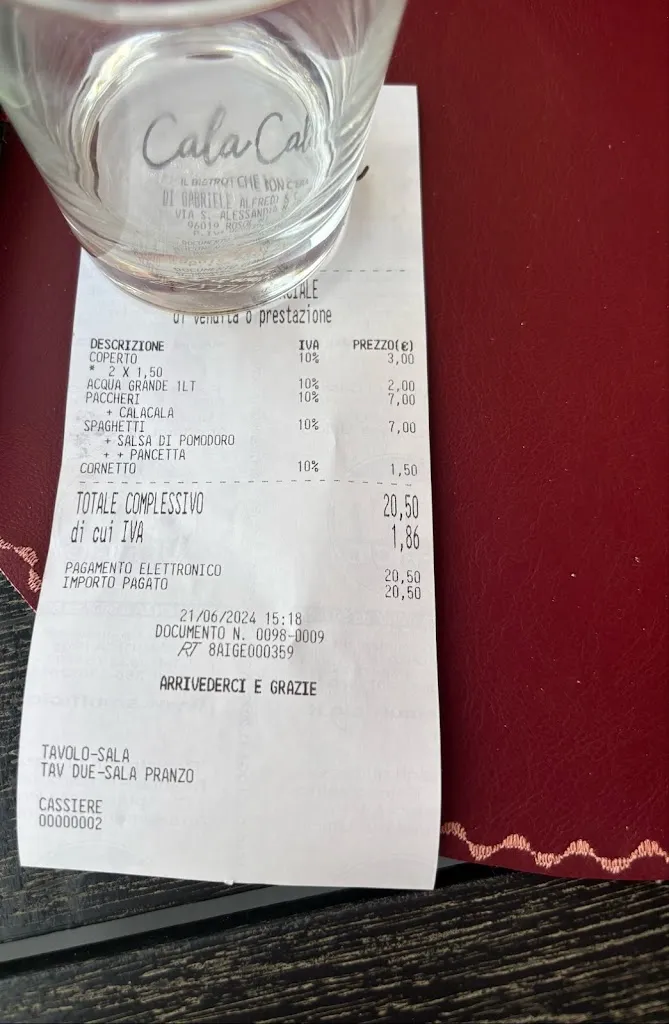 Cala Cal
IL BISTROT CHE NON C'ERA
DI GABRIELE ALFREDO &
VIA S. ALESSANDRA
96019
di vendita o prestazione
DESCRIZIONE IVA PREZZO(€)
COPERTO 10% 3,00
* 2 X 1,50
ACQUA GRANDE 1LT 10% 2,00
PACCHERI 10% 7,00
+ CALACALA
SPAGHETTI 10% 7,00
+ SALSA DI POMODORO
+ + PANCETTA
CORNETTO 10% 1,50
TOTALE COMPLESSIVO 20,50
di cui IVA 1,86
PAGAMENTO ELETTRONICO 20,50
IMPORTO PAGATO 20,50
21/06/2024 15:18
DOCUMENTO N. 0098-0009
RT 8AIGE000359
ARRIVEDERCI E GRAZIE
TAVOLO-SALA
TAV DUE-SALA PRANZO
CASSIERE
00000002